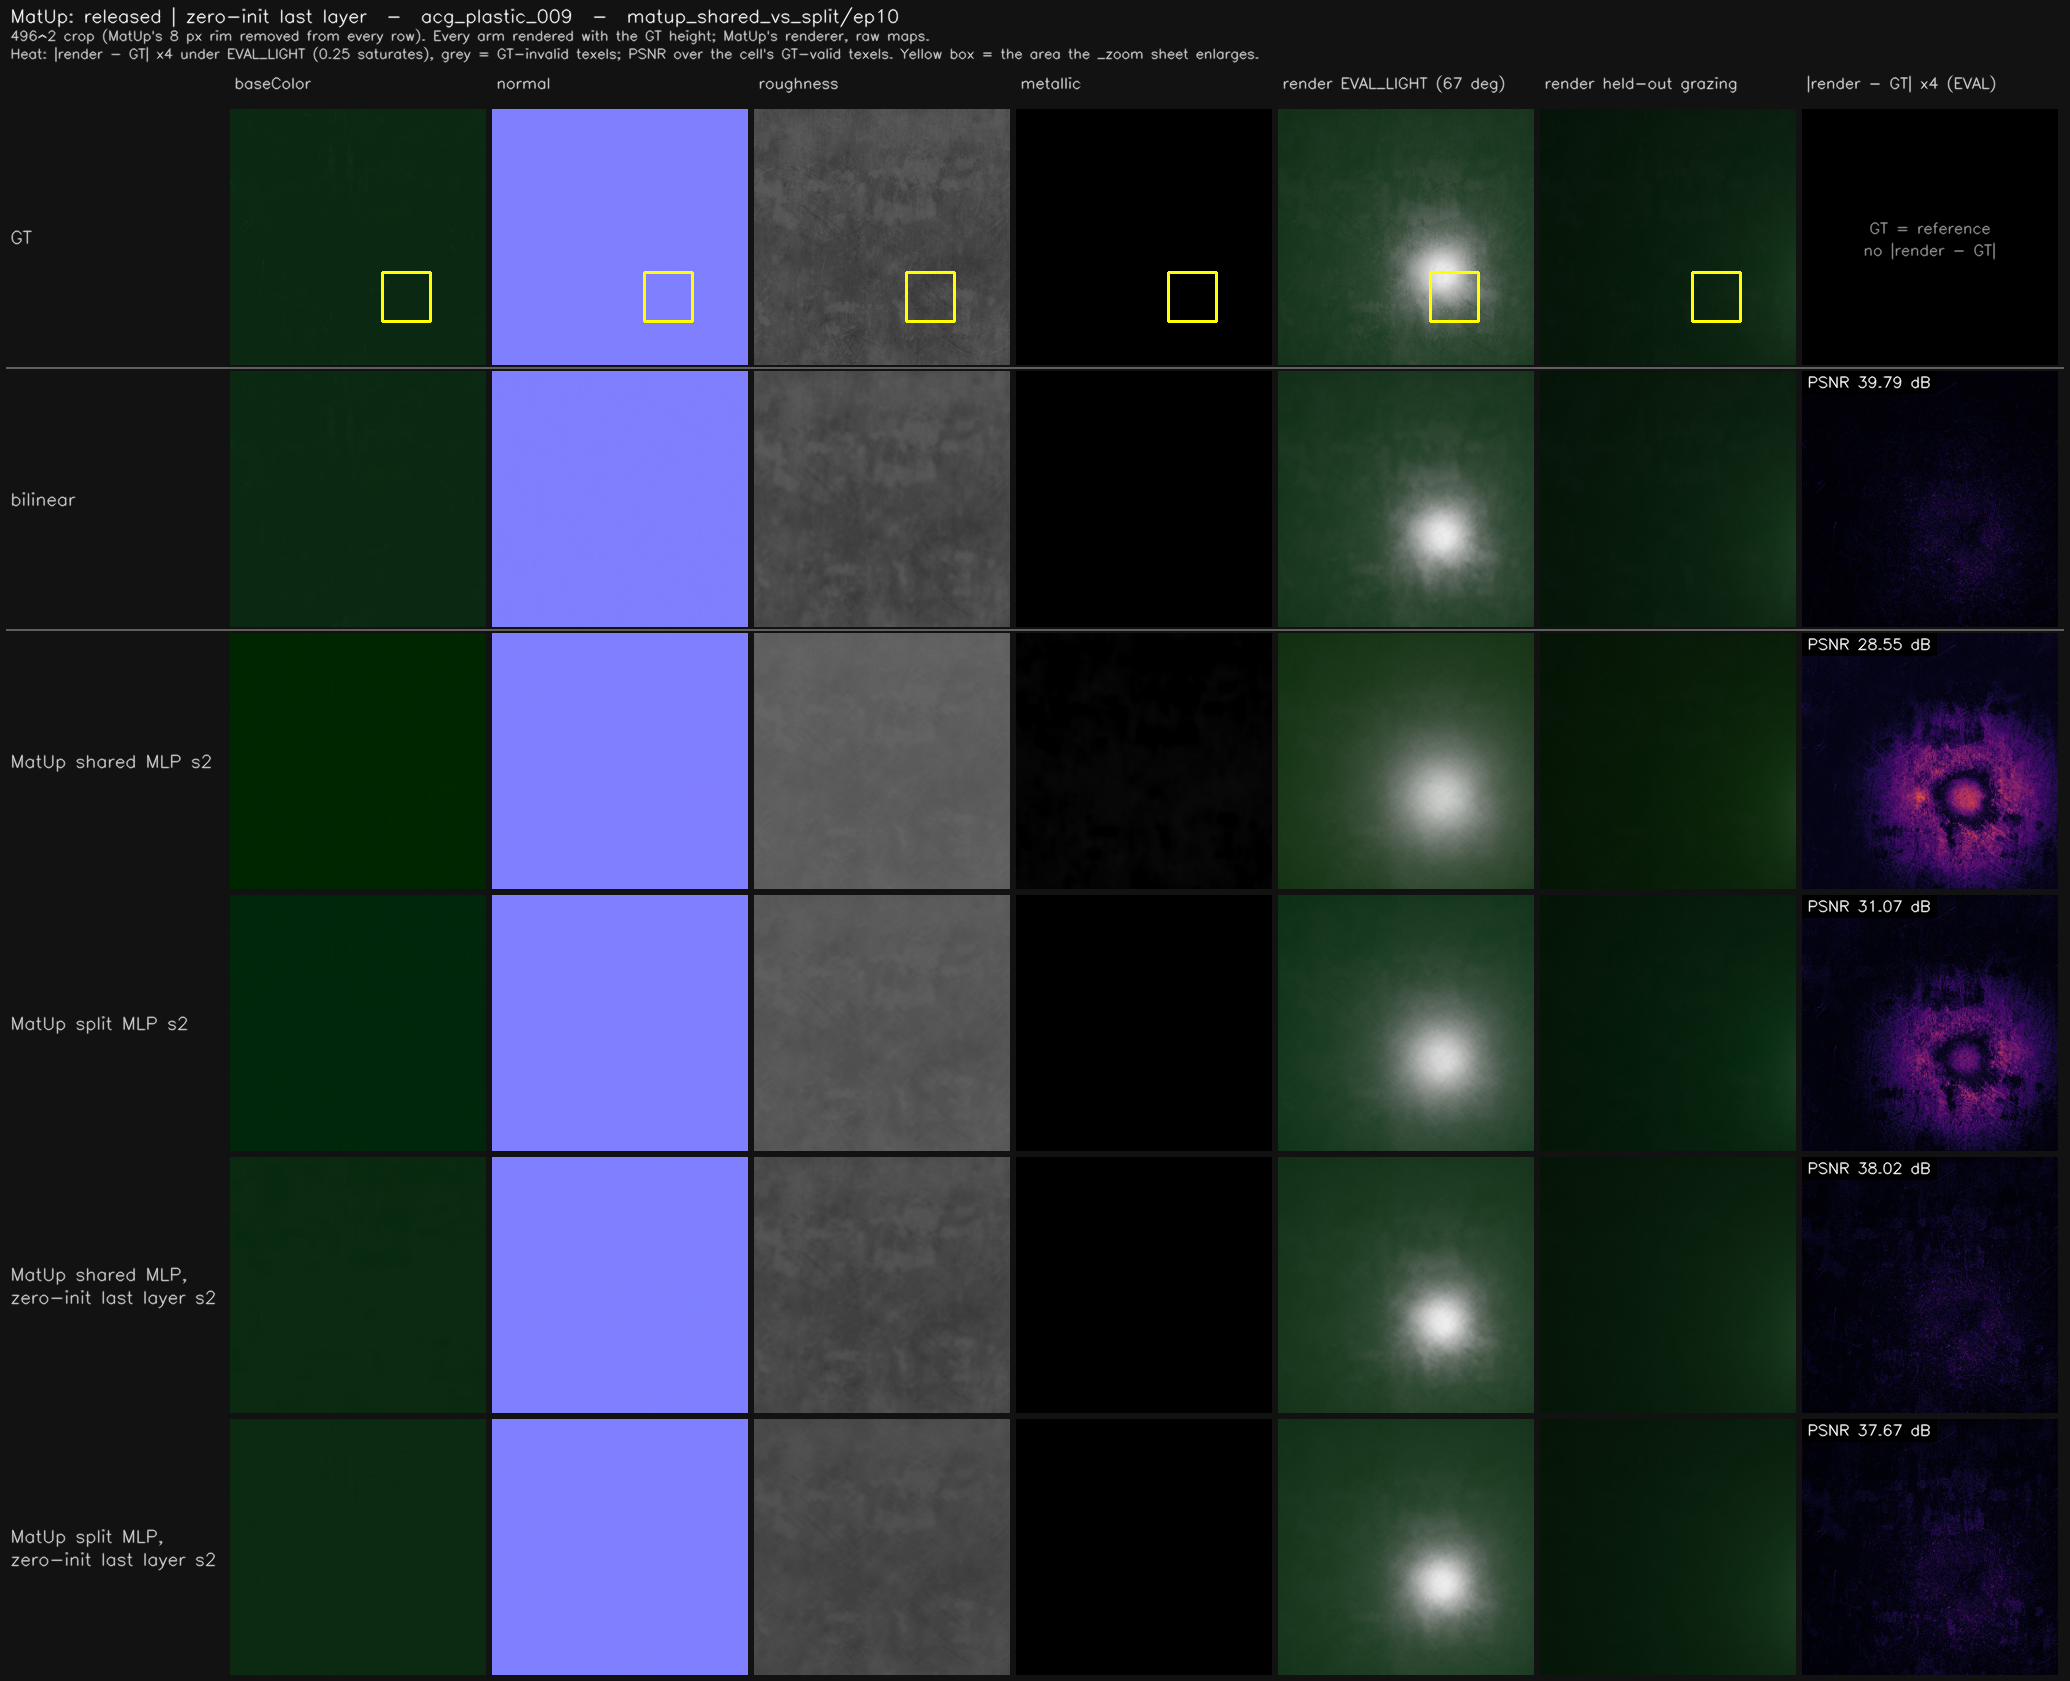 MatUp: released | zero-init last layer — acg_plastic_009 — matup_shared_vs_split/ep10
496^2 crop (MatUp's 8 px rim removed from every row). Every arm rendered with the GT height; MatUp's renderer, raw maps.
Heat: |render - GT| x4 under EVAL_LIGHT (0.25 saturates), grey = GT-invalid texels; PSNR over the cell's GT-valid texels. Yellow box = the area the _zoom sheet enlarges.
baseColor normal roughness metallic render EVAL_LIGHT (67 deg) render held-out grazing |render - GT| x4 (EVAL)
GT
GT = reference
no |render - GT|
bilinear
PSNR 39.79 dB
MatUp shared MLP s2
PSNR 28.55 dB
MatUp split MLP s2
PSNR 31.07 dB
MatUp shared MLP,
zero-init last layer s2
PSNR 38.02 dB
MatUp split MLP,
zero-init last layer s2
PSNR 37.67 dB